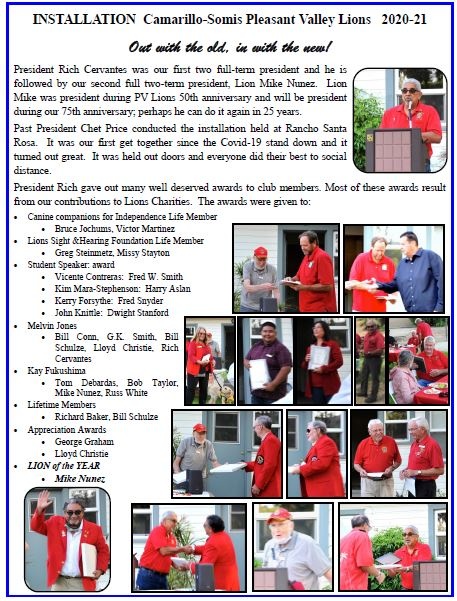 INSTALLATION Camarillo-Somis Pleasant Valley Lions 2020-21
Out with the old, in with the new!
President Rich Cervantes was our first two full-term president and he is
followed by our second full two-term president, Lion Mike Nunez. Lion
Mike was president during PV Lions 50th anniversary and will be president
during our 75th anniversary; perhaps he can do it again in 25 years.
Past President Chet Price conducted the installation held at Rancho Santa
Rosa. It was our first get together since the Covid-19 stand down and it
turned out great. It was held out doors and everyone did their best to social
distance.
President Rich gave out many well deserved awards to club members. Most of these awards result
from our contributions to Lions Charities. The awards were given to:
• Canine companions for Independence Life Member
• Bruce Jochums, Victor Martinez
• Lions Sight &Hearing Foundation Life Member
• Greg Steinmetz, Missy Stayton
• Student Speaker: award
• Vicente Contreras: Fred W. Smith
• Kim Mara-Stephenson: Harry Aslan
• Kerry Forsythe: Fred Snyder
• John Knittle: Dwight Stanford
• Melvin Jones
• Bill Conn, G.K. Smith, Bill
Schulze, Lloyd Christie, Rich
Cervantes
• Kay Fukushima
• Tom Debardas, Bob Taylor,
Mike Nunez, Russ White
• Lifetime Members
• Richard Baker, Bill Schulze
• Appreciation Awards
• George Graham
• Lloyd Christie
• LION of the YEAR
• Mike Nunez